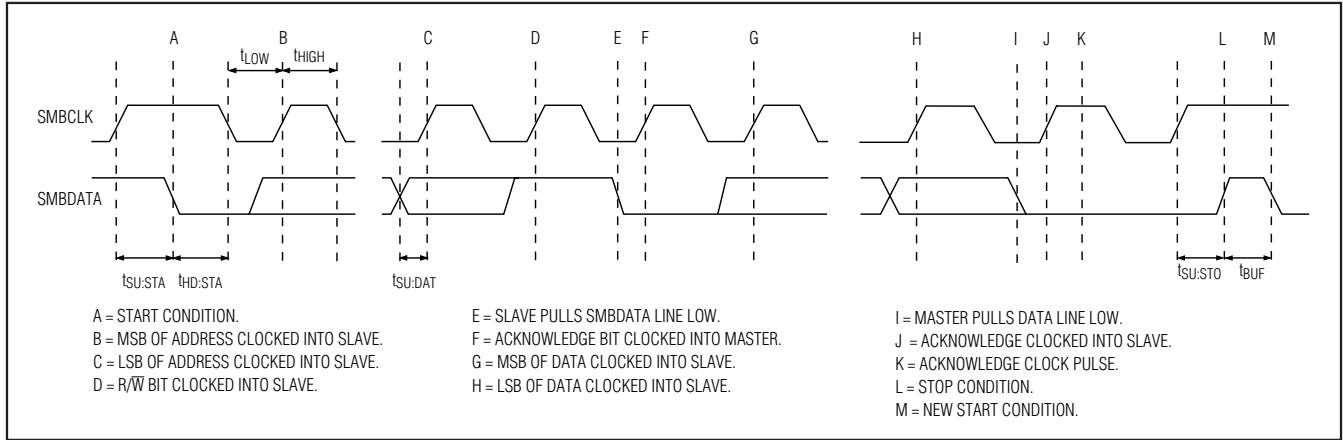 A B C D E F G H I J K L M
tLOW tHIGH
SMBCLK
SMBDATA
tSU:STA tHD:STA tSU:DAT tSU:STO tBUF
A = START CONDITION.
B = MSB OF ADDRESS CLOCKED INTO SLAVE.
C = LSB OF ADDRESS CLOCKED INTO SLAVE.
D = R/W̅ BIT CLOCKED INTO SLAVE.
E = SLAVE PULLS SMBDATA LINE LOW.
F = ACKNOWLEDGE BIT CLOCKED INTO MASTER.
G = MSB OF DATA CLOCKED INTO SLAVE.
H = LSB OF DATA CLOCKED INTO SLAVE.
I = MASTER PULLS DATA LINE LOW.
J = ACKNOWLEDGE CLOCKED INTO SLAVE.
K = ACKNOWLEDGE CLOCK PULSE.
L = STOP CONDITION.
M = NEW START CONDITION.